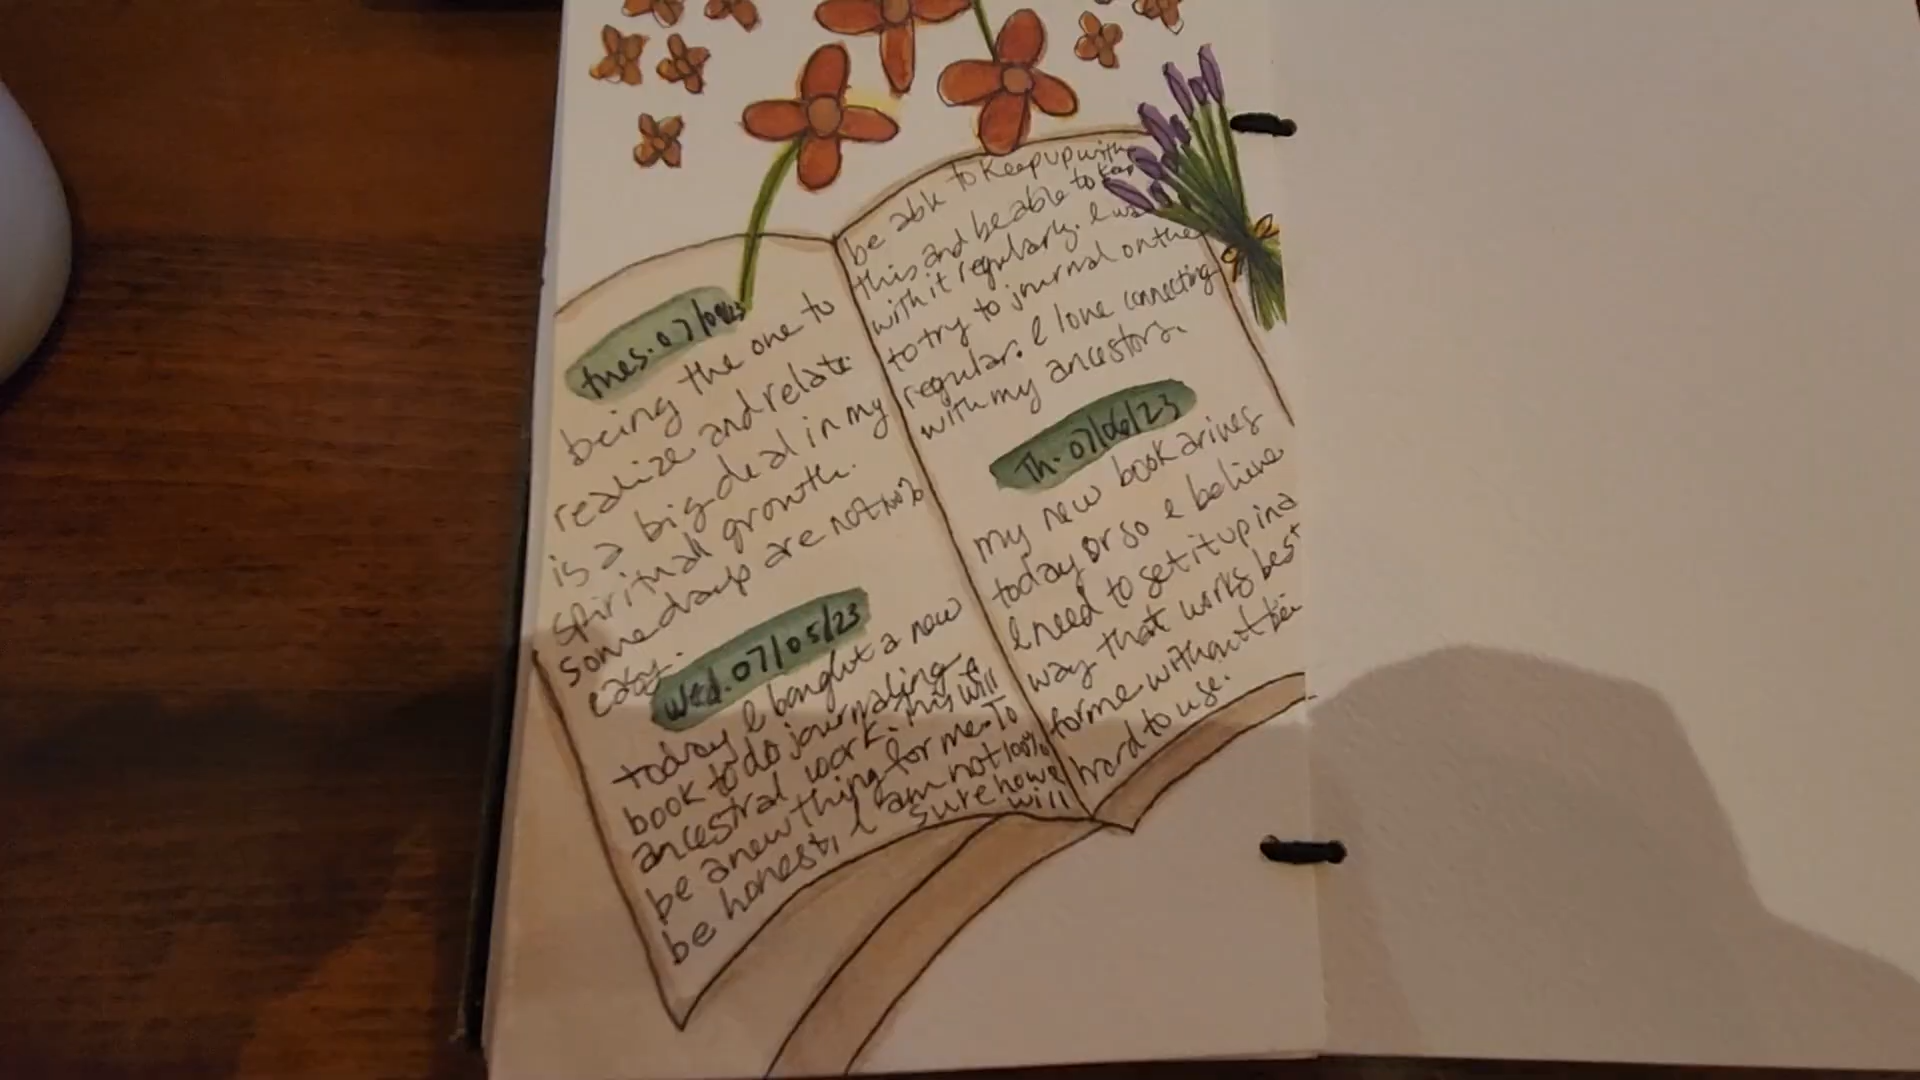 tues. 07/04/23
being the one to
realize and relate
is a big deal in my
spiritual growth.
some days are not 100%
easy.
Wed. 07/05/23
today I bought a new
book to do journaling
ancestral work. this will
be a new thing for me. To
be honest, I am not 100%
sure how I
will
be able to keep up with
this and be able to keep
with it regularly. I
to try to journal on the
regular. I love connecting
with my ancestors.
Th. 07/06/23
my new book arives
today or so I believe
I need to set it up in a
way that works best
for me without
hard to use.